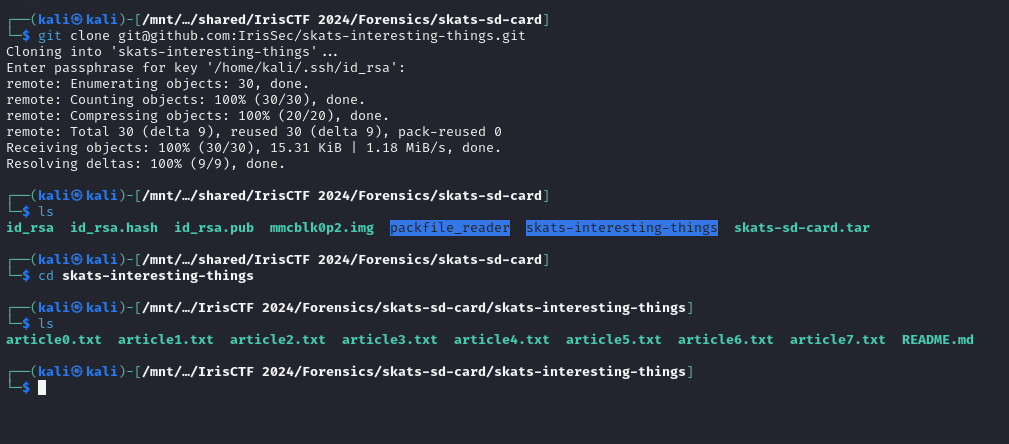 ┌──(kali㉿kali)-[/mnt/…/shared/IrisCTF 2024/Forensics/skats-sd-card]
└─$ git clone git@github.com:IrisSec/skats-interesting-things.git
Cloning into 'skats-interesting-things'...
Enter passphrase for key '/home/kali/.ssh/id_rsa':
remote: Enumerating objects: 30, done.
remote: Counting objects: 100% (30/30), done.
remote: Compressing objects: 100% (20/20), done.
remote: Total 30 (delta 9), reused 30 (delta 9), pack-reused 0
Receiving objects: 100% (30/30), 15.31 KiB | 1.18 MiB/s, done.
Resolving deltas: 100% (9/9), done.
┌──(kali㉿kali)-[/mnt/…/shared/IrisCTF 2024/Forensics/skats-sd-card]
└─$ ls
id_rsa  id_rsa.hash  id_rsa.pub  mmcblk0p2.img  packfile_reader  skats-interesting-things  skats-sd-card.tar
┌──(kali㉿kali)-[/mnt/…/shared/IrisCTF 2024/Forensics/skats-sd-card]
└─$ cd skats-interesting-things
┌──(kali㉿kali)-[/mnt/…/IrisCTF 2024/Forensics/skats-sd-card/skats-interesting-things]
└─$ ls
article0.txt  article1.txt  article2.txt  article3.txt  article4.txt  article5.txt  article6.txt  article7.txt  README.md
┌──(kali㉿kali)-[/mnt/…/IrisCTF 2024/Forensics/skats-sd-card/skats-interesting-things]
└─$